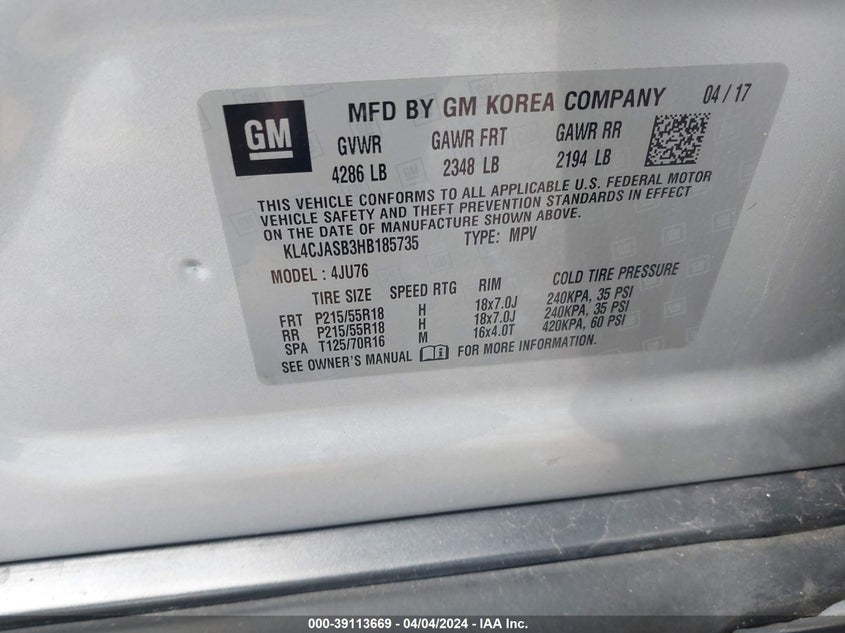 GM
MFD BY GM KOREA COMPANY 04 / 17
GVWR GAWR FRT GAWR RR
4286 LB 2348 LB 2194 LB
THIS VEHICLE CONFORMS TO ALL APPLICABLE U.S. FEDERAL MOTOR
VEHICLE SAFETY AND THEFT PREVENTION STANDARDS IN EFFECT
ON THE DATE OF MANUFACTURE SHOWN ABOVE.
KL4CJASB3HB185735 TYPE: MPV
MODEL : 4JU76
TIRE SIZE SPEED RTG RIM COLD TIRE PRESSURE
FRT P215/55R18 H 18x7.0J 240KPA, 35 PSI
RR P215/55R18 H 18x7.0J 240KPA, 35 PSI
SPA T125/70R16 M 16x4.0T 420KPA, 60 PSI
SEE OWNER'S MANUAL FOR MORE INFORMATION.
000-39113669 - 04/04/2024 - IAA Inc.